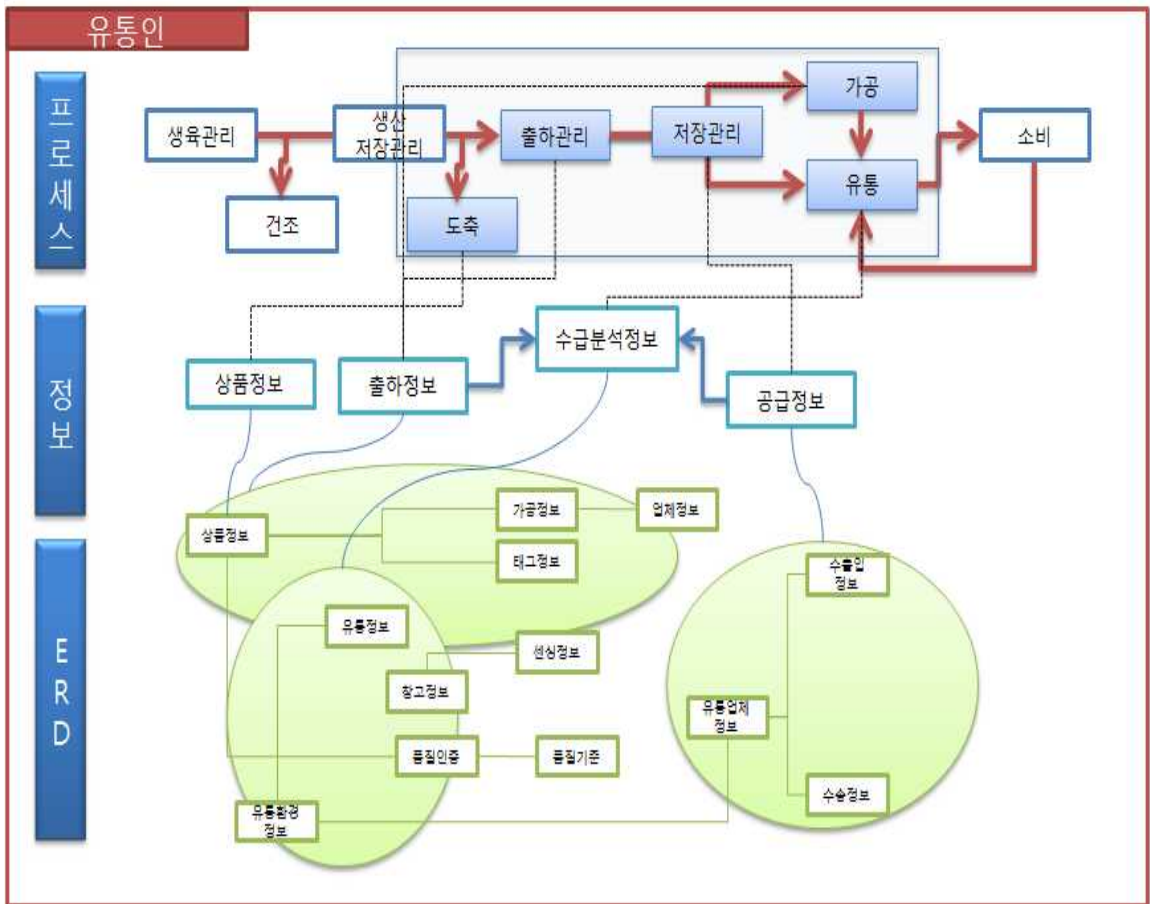 유통인
프로세스
생육관리
생산
저장관리
출하관리
저장관리
가공
소비
건조
도축
유통
정보
상품정보
출하정보
수급분석정보
공급정보
ERD
상품정보
가공정보
업체정보
태그정보
수출입
정보
유통정보
센싱정보
창고정보
유통업체
정보
품질인증
품질기준
유통환경
정보
수송정보